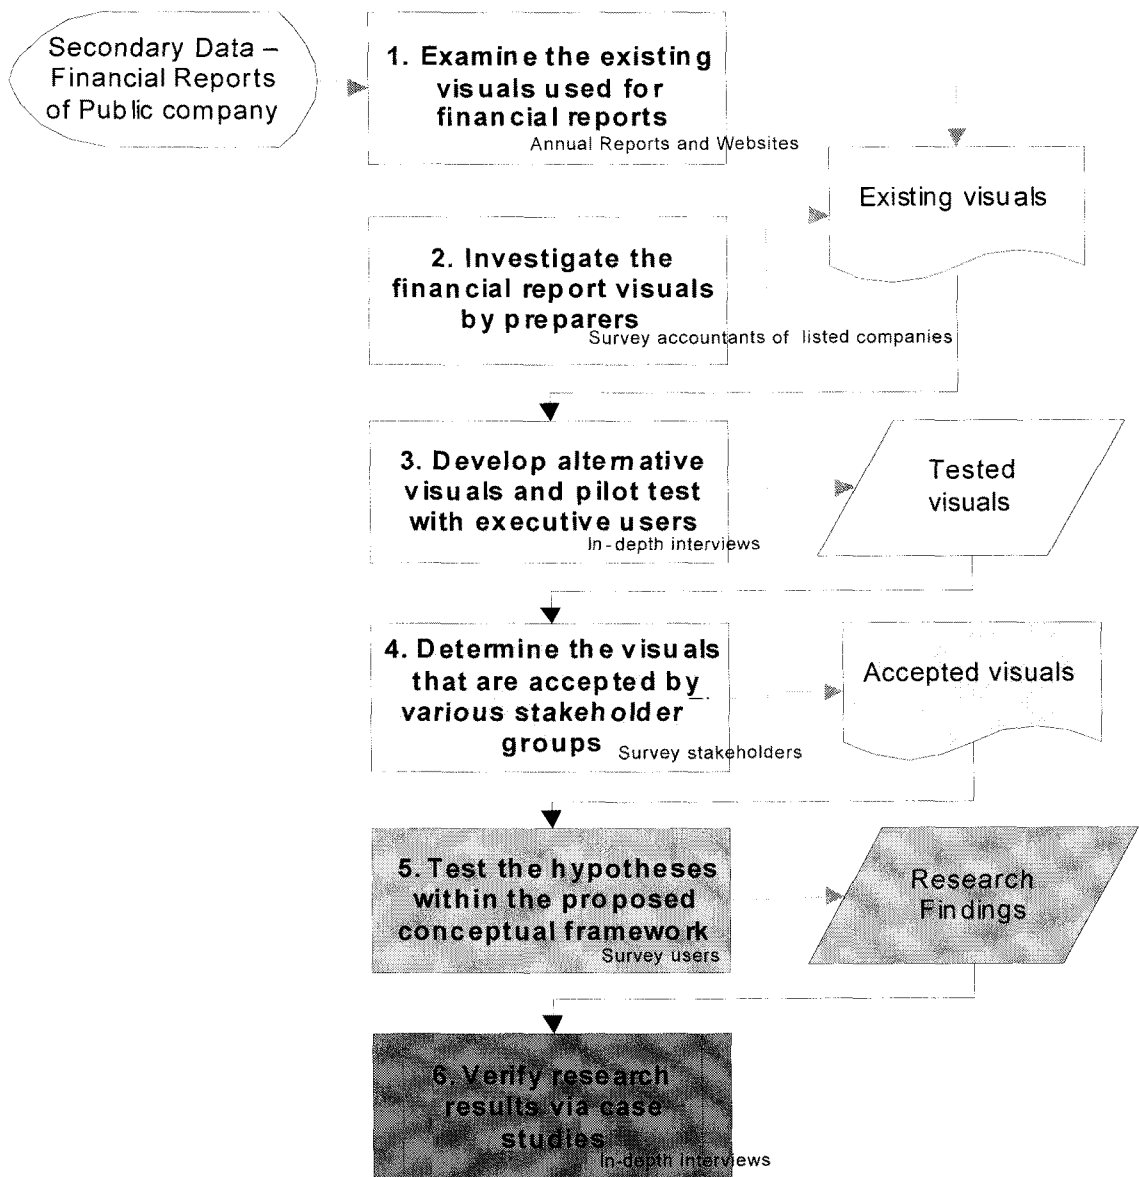 Secondary Data –
Financial Reports
of Public company
1. Examine the existing
visuals used for
financial reports
Annual Reports and Websites
Existing visuals
2. Investigate the
financial report visuals
by preparers
Survey accountants of listed companies
3. Develop alternative
visuals and pilot test
with executive users
In-depth interviews
Tested
visuals
4. Determine the visuals
that are accepted by
various stakeholder
groups
Survey stakeholders
Accepted visuals
5. Test the hypotheses
within the proposed
conceptual framework
Survey users
Research
Findings
6. Verify research
results via case
studies
In-depth interviews